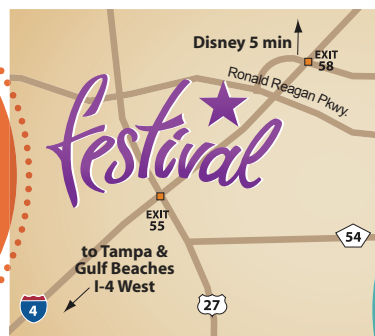 Disney 5 min
EXIT
58
Ronald Reagan Pkwy.
festival
EXIT
55
54
to Tampa &
Gulf Beaches
I-4 West
4
27